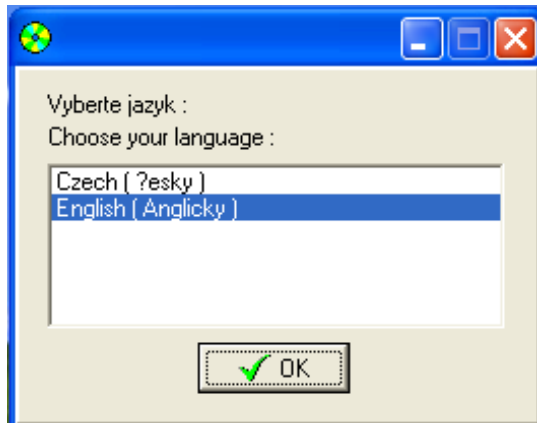 Vyberte jazyk :
Choose your language :
Czech ( ?esky )
English ( Anglicky )
OK